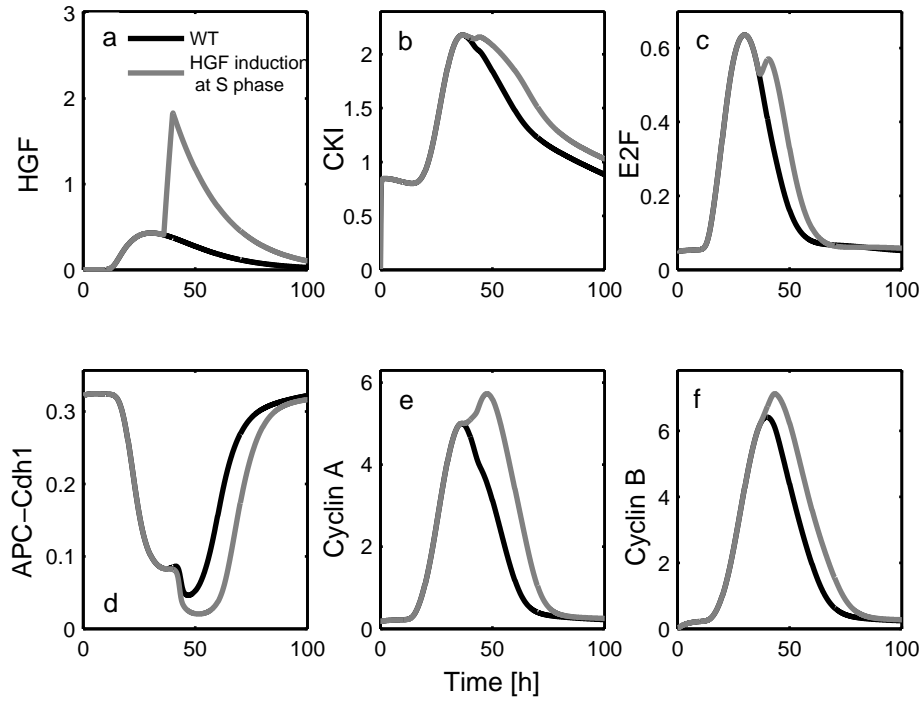 a
WT
HGF induction
at S phase
HGF
3
2
1
0
0 50 100
b
CKI
2
1.5
1
0.5
0
0 50 100
c
E2F
0.6
0.4
0.2
0
0 50 100
d
APC−Cdh1
0.3
0.2
0.1
0
0 50 100
e
Cyclin A
6
4
2
0
0 50 100
f
Cyclin B
6
4
2
0
0 50 100
Time [h]